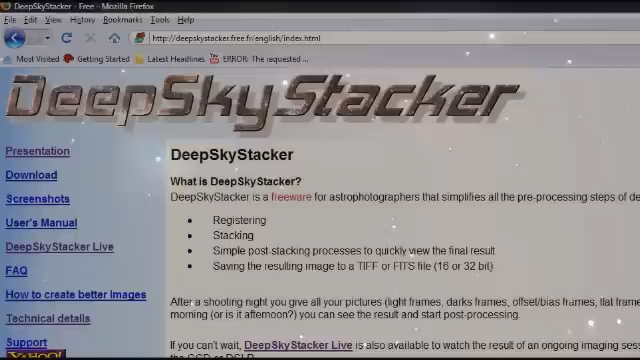 DeepSkyStacker - Free - Mozilla Firefox
File Edit View History Bookmarks Tools Help
http://deepskystacker.free.fr/english/index.html
Most Visited Getting Started Latest Headlines ERROR: The requested ...
DeepSkyStacker
Presentation
Download
Screenshots
User's Manual
DeepSkyStacker Live
FAQ
How to create better images
Technical details
Support
YAHOO!
DeepSkyStacker
What is DeepSkyStacker?
DeepSkyStacker is a freeware for astrophotographers that simplifies all the pre-processing steps of
• Registering
• Stacking
• Simple post-stacking processes to quickly view the final result
• Saving the resulting image to a TIFF or FITS file (16 or 32 bit)
After a shooting night you give all your pictures (light frames, darks frames, offset/bias frames, flat
morning (or is it afternoon?) you can see the result and start post-processing.
If you can't wait, DeepSkyStacker Live is also available to watch the result of an ongoing imaging